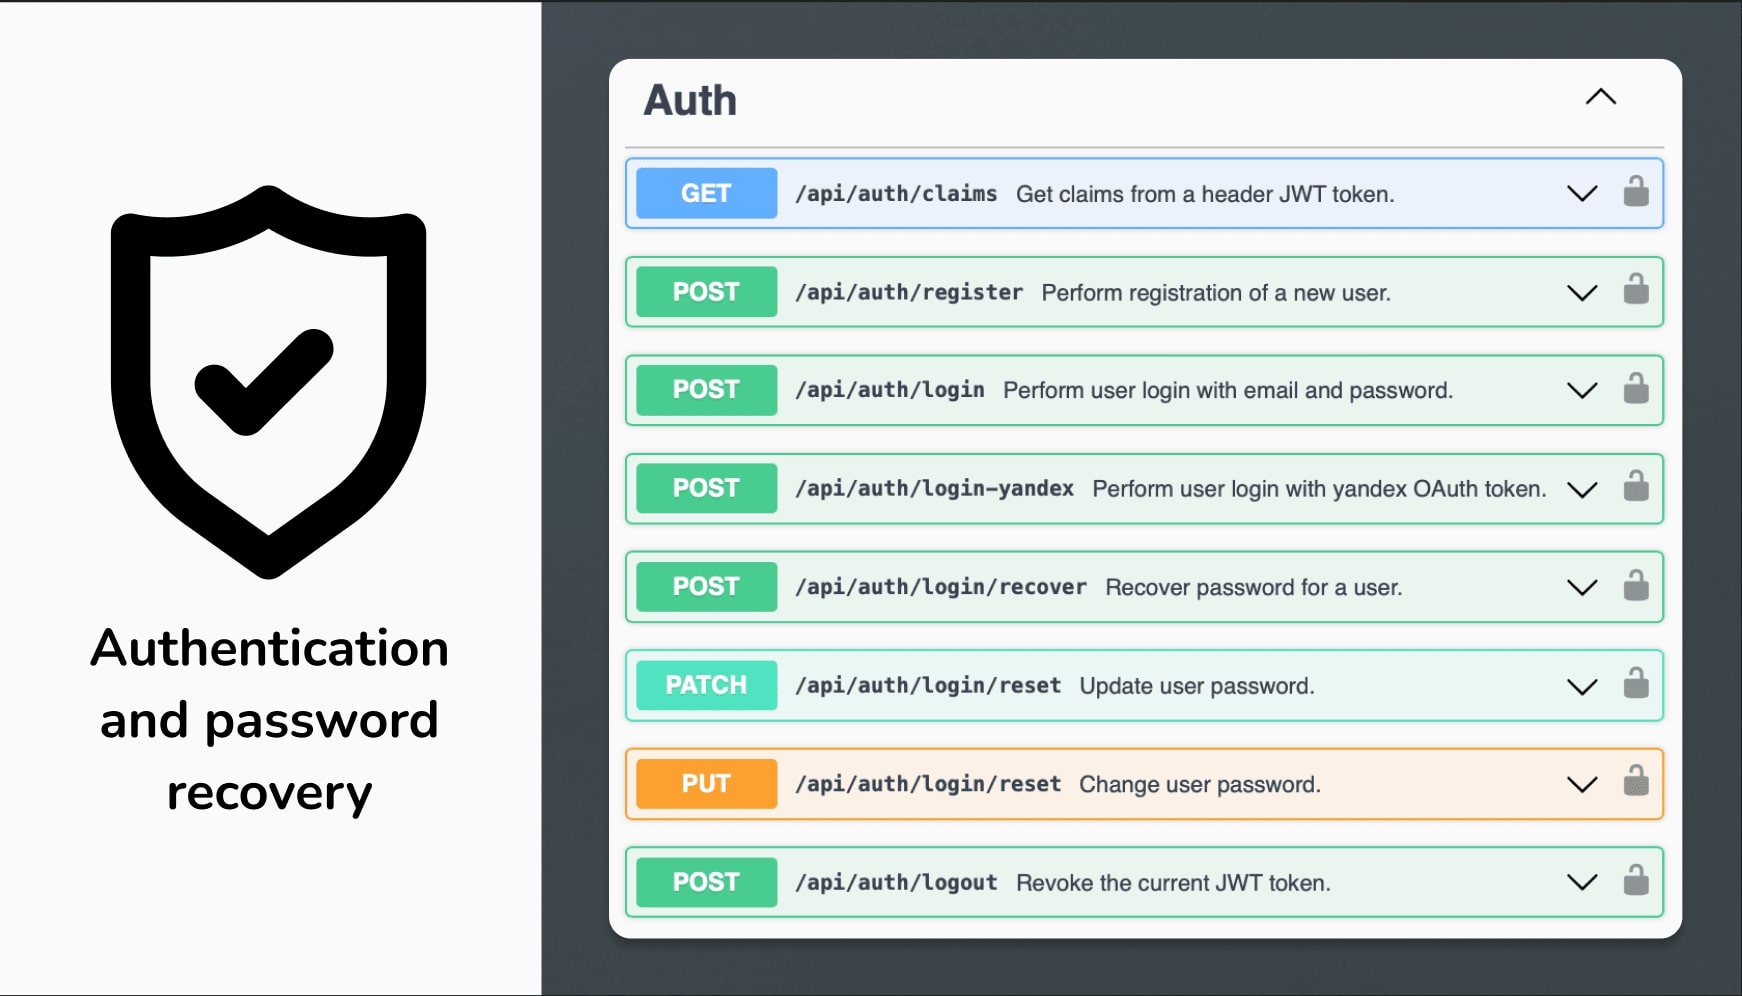 Authentication
and password
recovery
Auth
GET /api/auth/claims Get claims from a header JWT token.
POST /api/auth/register Perform registration of a new user.
POST /api/auth/login Perform user login with email and password.
POST /api/auth/login-yandex Perform user login with yandex OAuth token.
POST /api/auth/login/recover Recover password for a user.
PATCH /api/auth/login/reset Update user password.
PUT /api/auth/login/reset Change user password.
POST /api/auth/logout Revoke the current JWT token.